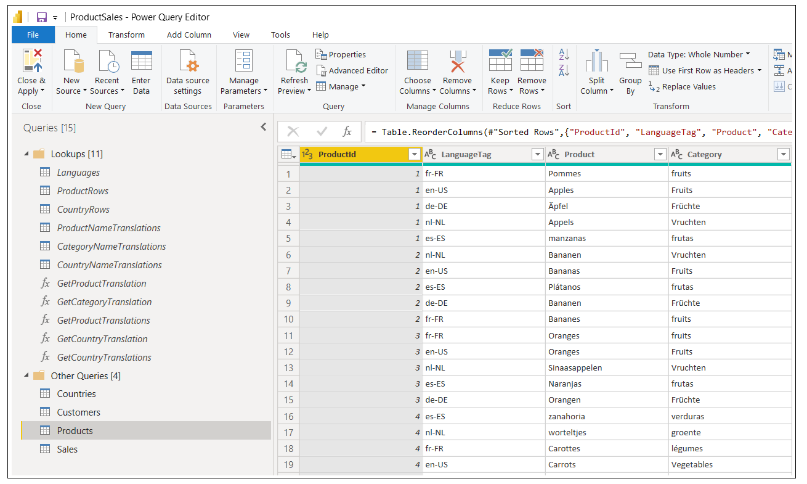 ProductSales - Power Query Editor
File Home Transform Add Column View Tools Help
Close & Apply
New Source
Recent Sources
Enter Data
Data source settings
Manage Parameters
Refresh Preview
Properties
Advanced Editor
Manage
Choose Columns
Remove Columns
Keep Rows
Remove Rows
Split Column
Group By
Data Type: Whole Number
Use First Row as Headers
Replace Values
Close New Query Data Sources Parameters Query Manage Columns Reduce Rows Sort Transform
Queries [15]
Lookups [11]
Languages
ProductRows
CountryRows
ProductNameTranslations
CategoryNameTranslations
CountryNameTranslations
fx GetProductTranslation
fx GetCategoryTranslation
fx GetProductTranslations
fx GetCountryTranslation
fx GetCountryTranslations
Other Queries [4]
Countries
Customers
Products
Sales
fx = Table.ReorderColumns(#"Sorted Rows",{"ProductId", "LanguageTag", "Product", "Cate
ProductId LanguageTag Product Category
1 1 fr-FR Pommes fruits
2 1 en-US Apples Fruits
3 1 de-DE Äpfel Früchte
4 1 nl-NL Appels Vruchten
5 1 es-ES manzanas frutas
6 2 nl-NL Bananen Vruchten
7 2 en-US Bananas Fruits
8 2 es-ES Plátanos frutas
9 2 de-DE Bananen Früchte
10 2 fr-FR Bananes fruits
11 3 fr-FR Oranges fruits
12 3 en-US Oranges Fruits
13 3 nl-NL Sinaasappelen Vruchten
14 3 es-ES Naranjas frutas
15 3 de-DE Orangen Früchte
16 4 es-ES zanahoria verduras
17 4 nl-NL worteltjes groente
18 4 fr-FR Carottes légumes
19 4 en-US Carrots Vegetables